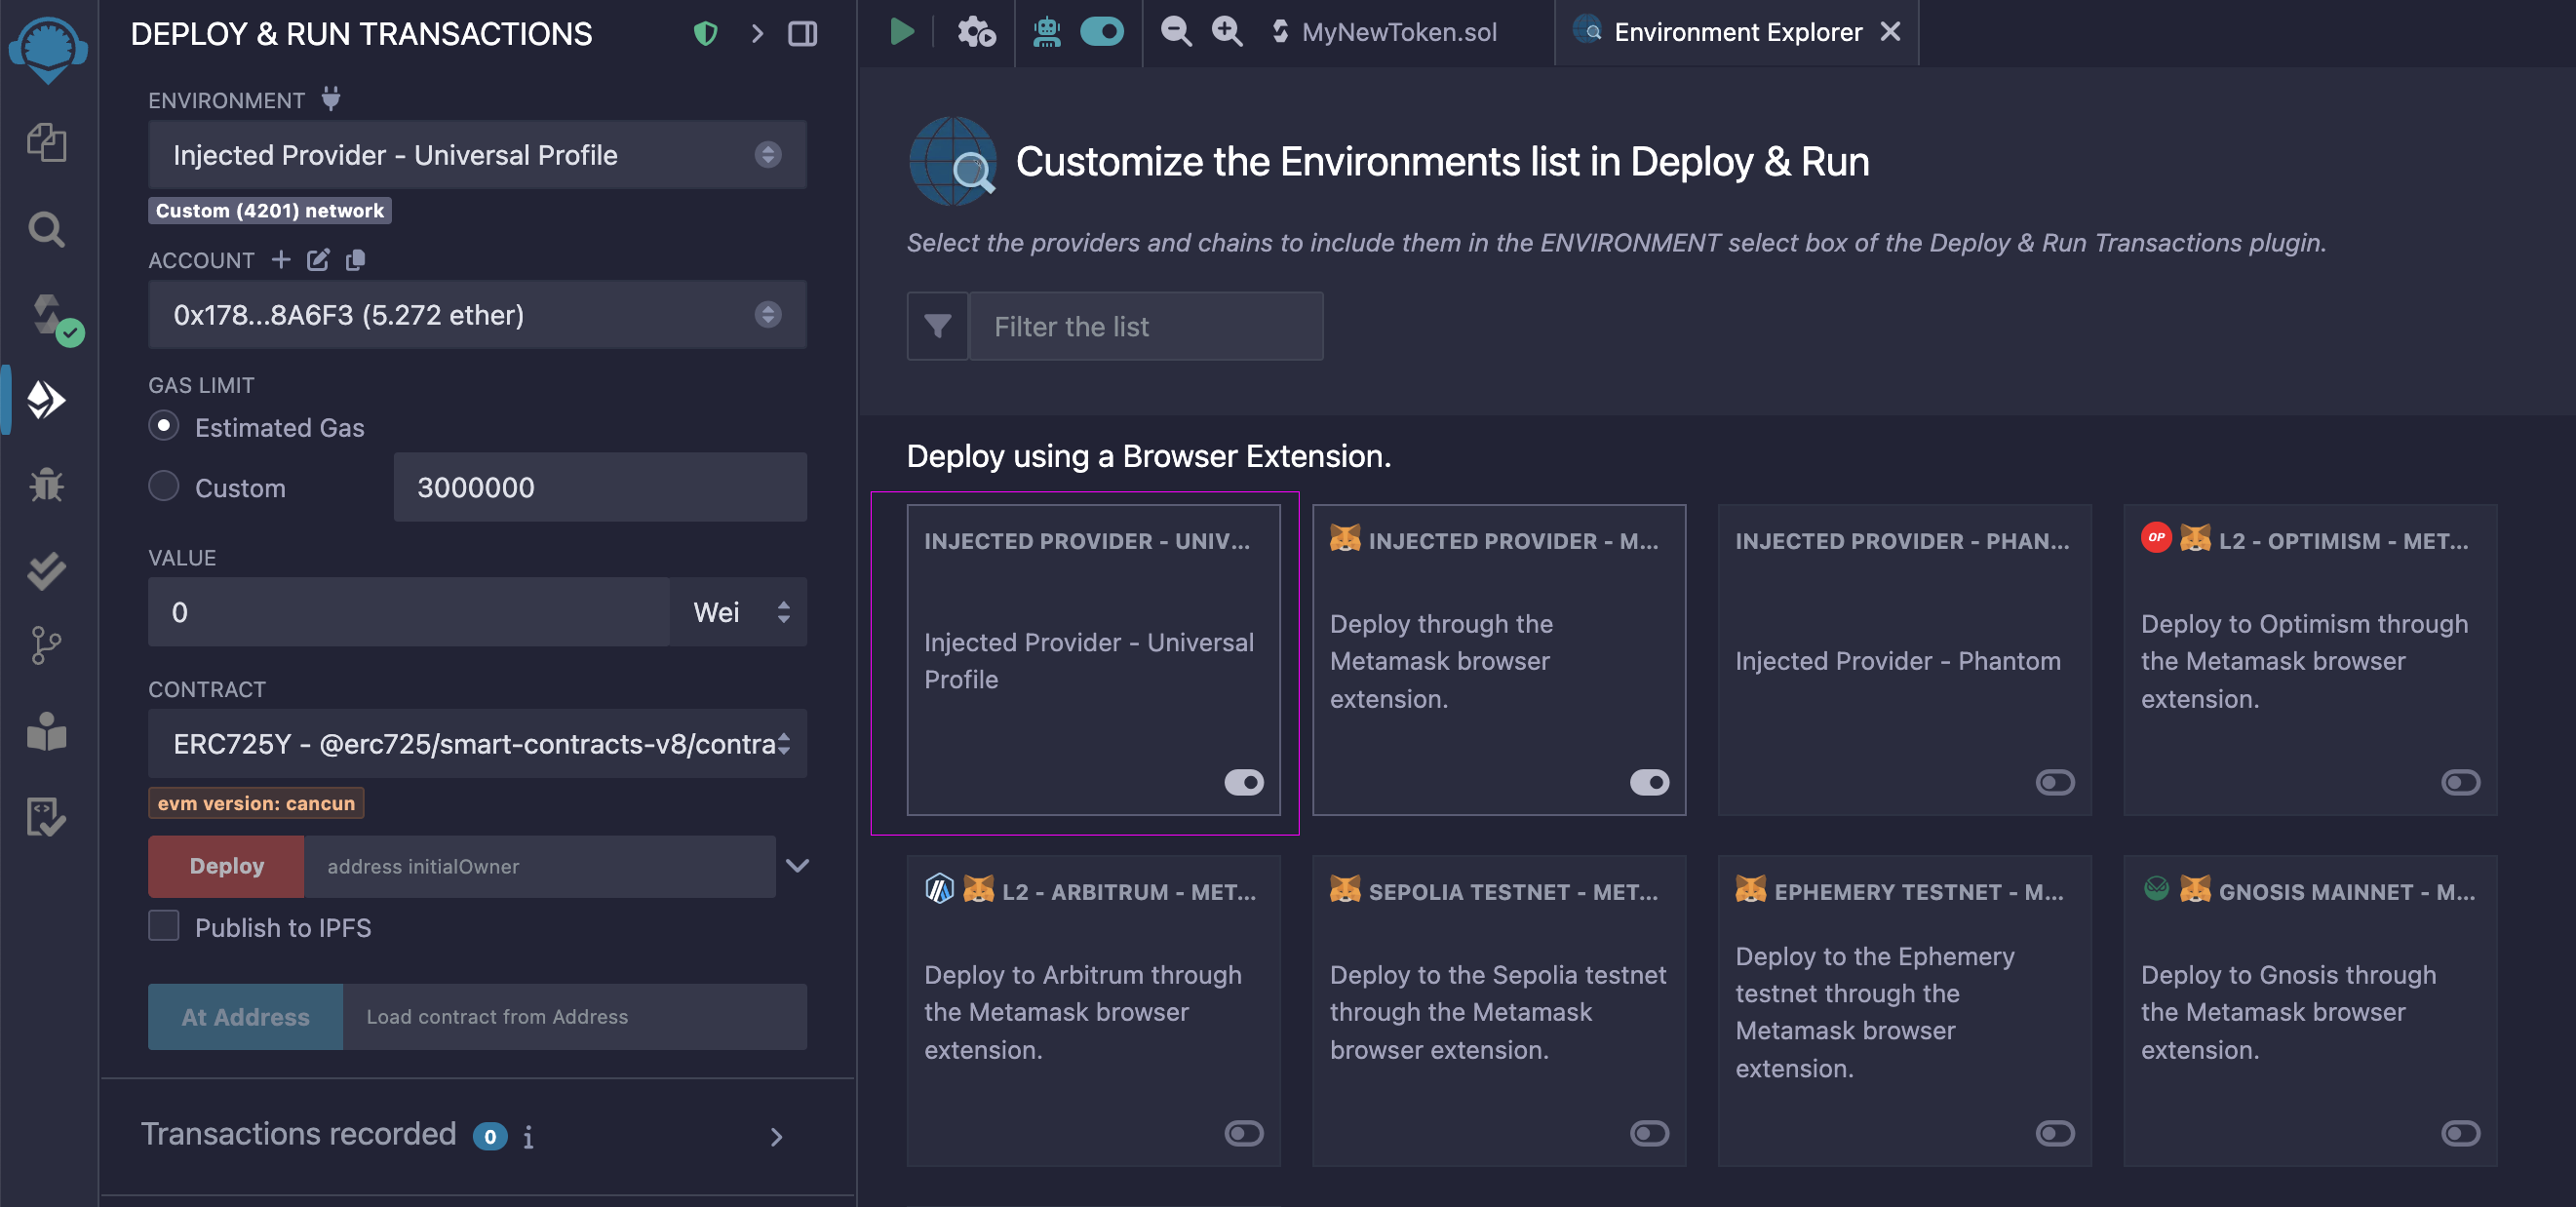 DEPLOY & RUN TRANSACTIONS
ENVIRONMENT
Injected Provider - Universal Profile
Custom (4201) network
ACCOUNT
0x178...8A6F3 (5.272 ether)
GAS LIMIT
Estimated Gas
Custom
3000000
VALUE
0
Wei
CONTRACT
ERC725Y - @erc725/smart-contracts-v8/contra
evm version: cancun
Deploy
address initialOwner
Publish to IPFS
At Address
Load contract from Address
Transactions recorded 0 i
MyNewToken.sol
Environment Explorer
Customize the Environments list in Deploy & Run
Select the providers and chains to include them in the ENVIRONMENT select box of the Deploy & Run Transactions plugin.
Filter the list
Deploy using a Browser Extension.
INJECTED PROVIDER - UNIV...
Injected Provider - Universal
Profile
INJECTED PROVIDER - M...
Deploy through the
Metamask browser
extension.
INJECTED PROVIDER - PHAN...
Injected Provider - Phantom
OP
L2 - OPTIMISM - MET...
Deploy to Optimism through
the Metamask browser
extension.
L2 - ARBITRUM - MET...
Deploy to Arbitrum through
the Metamask browser
extension.
SEPOLIA TESTNET - MET...
Deploy to the Sepolia testnet
through the Metamask
browser extension.
EPHEMERY TESTNET - M...
Deploy to the Ephemery
testnet through the
Metamask browser
extension.
GNOSIS MAINNET - M...
Deploy to Gnosis through
the Metamask browser
extension.